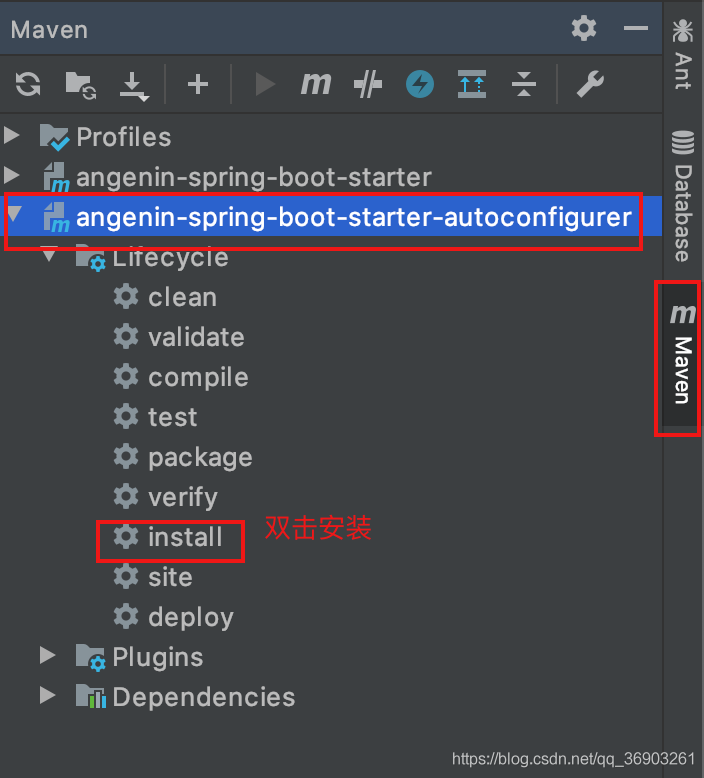 Maven
Profiles
angenin-spring-boot-starter
angenin-spring-boot-starter-autoconfigurer
Lifecycle
clean
validate
compile
test
package
verify
install
双击安装
site
deploy
Plugins
Dependencies
Ant
Database
m Maven
https://blog.csdn.net/qq_36903261